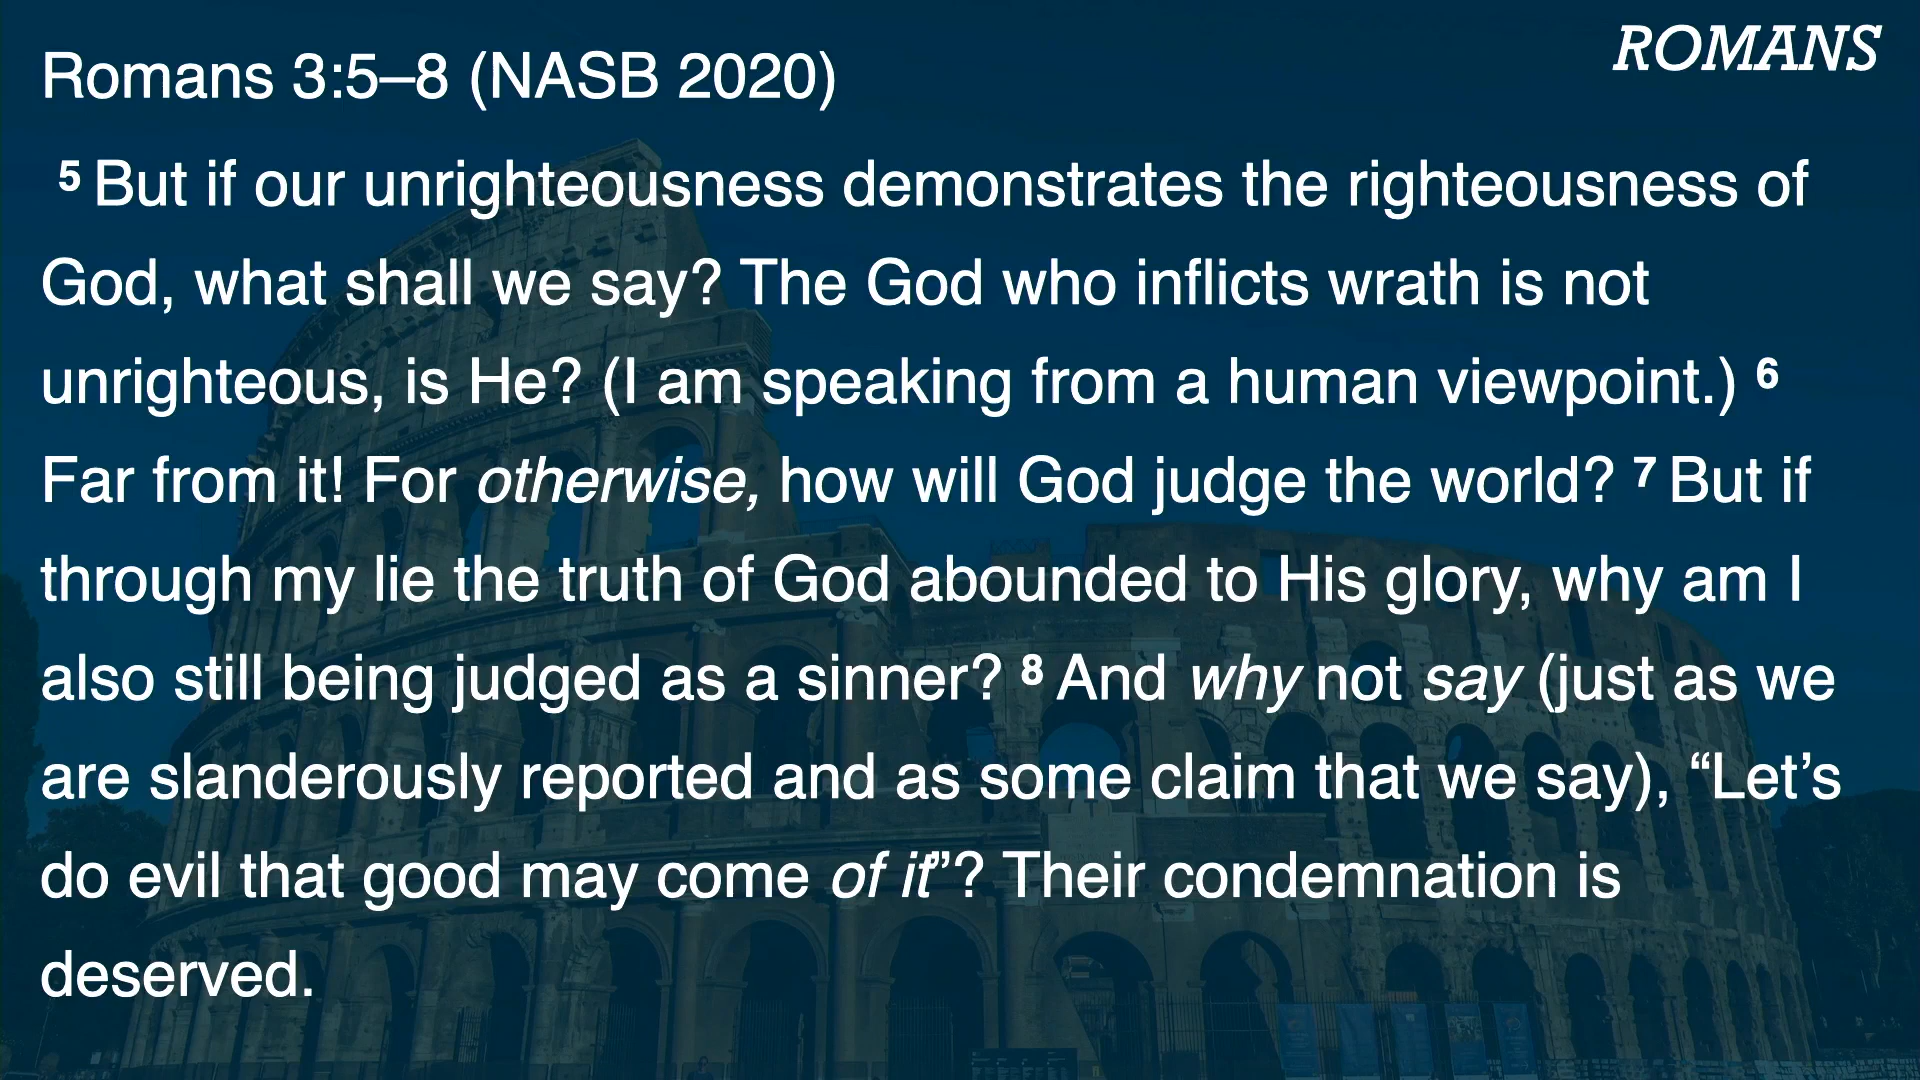 ROMANS
Romans 3:5–8 (NASB 2020)
5 But if our unrighteousness demonstrates the righteousness of
God, what shall we say? The God who inflicts wrath is not
unrighteous, is He? (I am speaking from a human viewpoint.) 6
Far from it! For otherwise, how will God judge the world? 7 But if
through my lie the truth of God abounded to His glory, why am I
also still being judged as a sinner? 8 And why not say (just as we
are slanderously reported and as some claim that we say), “Let’s
do evil that good may come of it”? Their condemnation is
deserved.